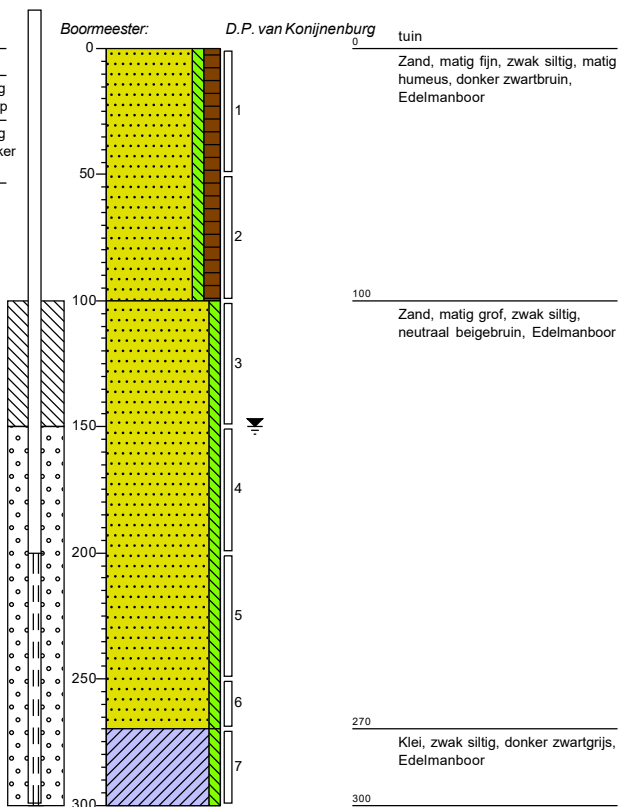 Boormeester: D.P. van Konijnenburg
0 tuin
Zand, matig fijn, zwak siltig, matig
humeus, donker zwartbruin,
Edelmanboor
1
50
2
100
Zand, matig grof, zwak siltig,
neutraal beigebruin, Edelmanboor
3
150
4
200
5
250
6
270
Klei, zwak siltig, donker zwartgrijs,
Edelmanboor
7
300
0
100
300